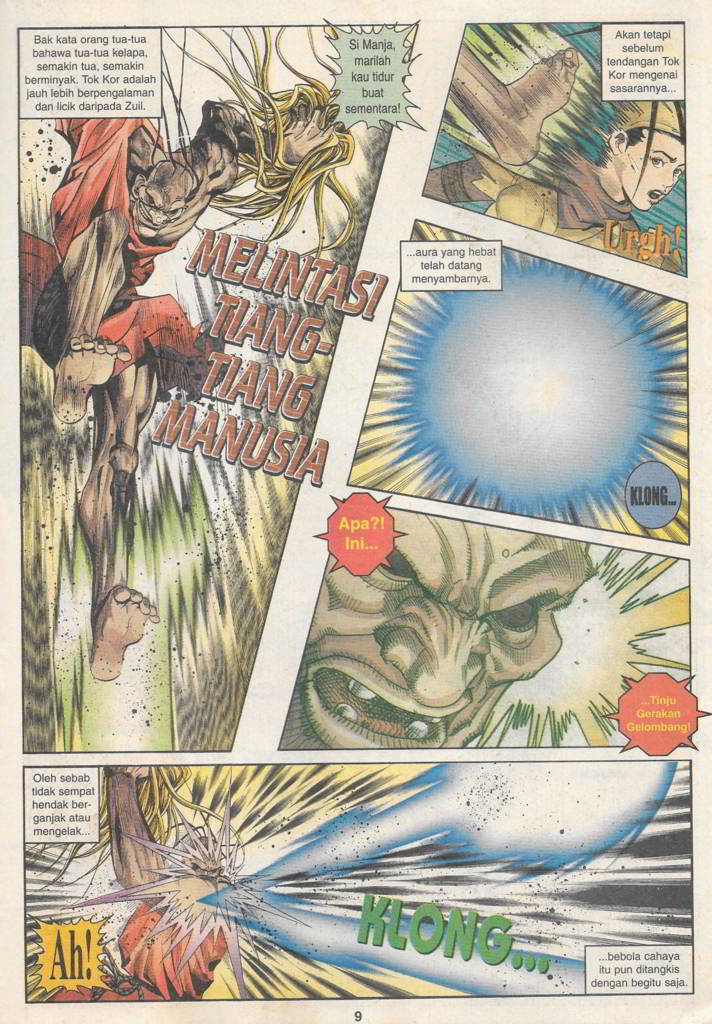 Bak kata orang tua-tua
bahawa tua-tua kelapa,
semakin tua, semakin
berminyak. Tok Kor adalah
jauh lebih berpengalaman
dan licik daripada Zuil.
Si Manja,
marilah
kau tidur
buat
sementara!
MELINTASI
TIANG-
TIANG
MANUSIA
Akan tetapi
sebelum
tendangan Tok
Kor mengenai
sasarannya...
Urgh!
...aura yang hebat
telah datang
menyambarnya.
KLONG...
Apa?!
Ini...
...Tinju
Gerakan
Gelombang!
Oleh sebab
tidak sempat
hendak ber-
ganjak atau
mengelak...
Ah!
KLONG...
...bebola cahaya
itu pun ditangkis
dengan begitu saja.
9